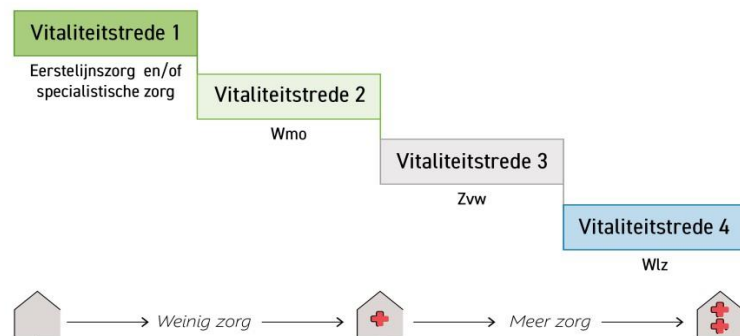 Vitaliteitstrede 1
Eerstelijnszorg en/of
specialistische zorg
Vitaliteitstrede 2
Wmo
Vitaliteitstrede 3
Zvw
Vitaliteitstrede 4
Wlz
Weinig zorg
Meer zorg